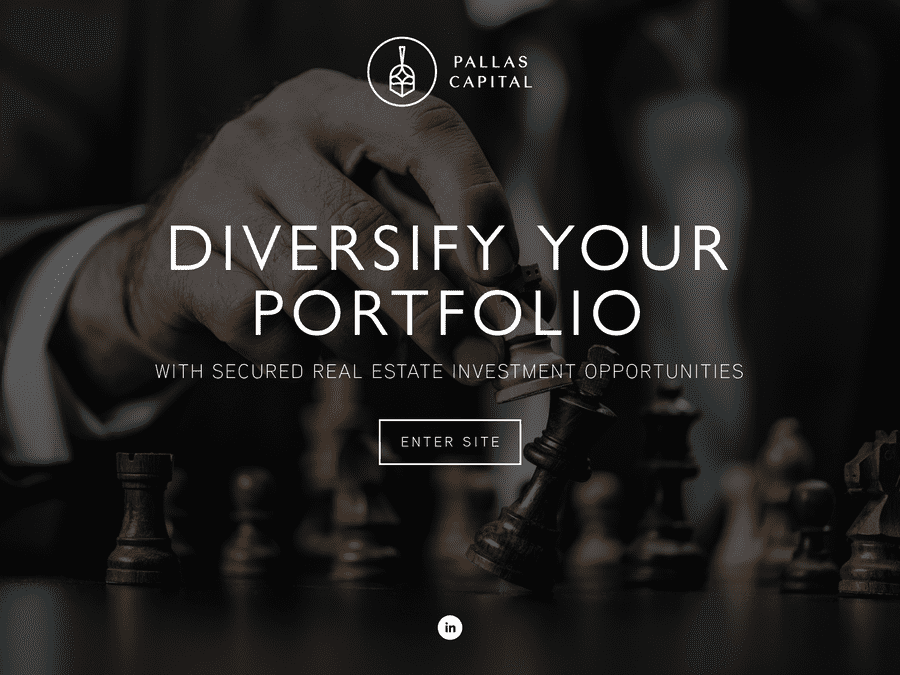 PALLAS
CAPITAL
DIVERSIFY YOUR
PORTFOLIO
WITH SECURED REAL ESTATE INVESTMENT OPPORTUNITIES
ENTER SITE
in